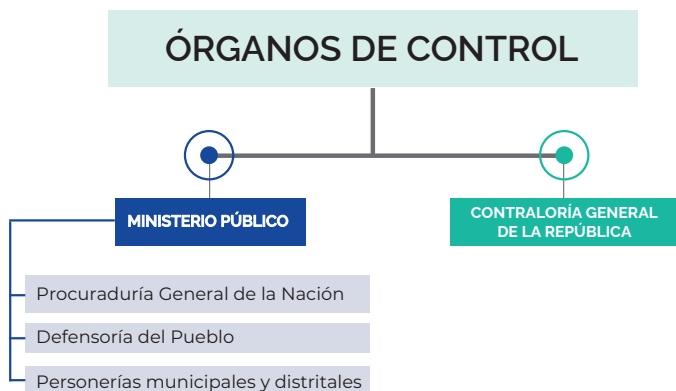 ÓRGANOS DE CONTROL
MINISTERIO PÚBLICO
CONTRALORÍA GENERAL
DE LA REPÚBLICA
Procuraduría General de la Nación
Defensoría del Pueblo
Personerías municipales y distritales